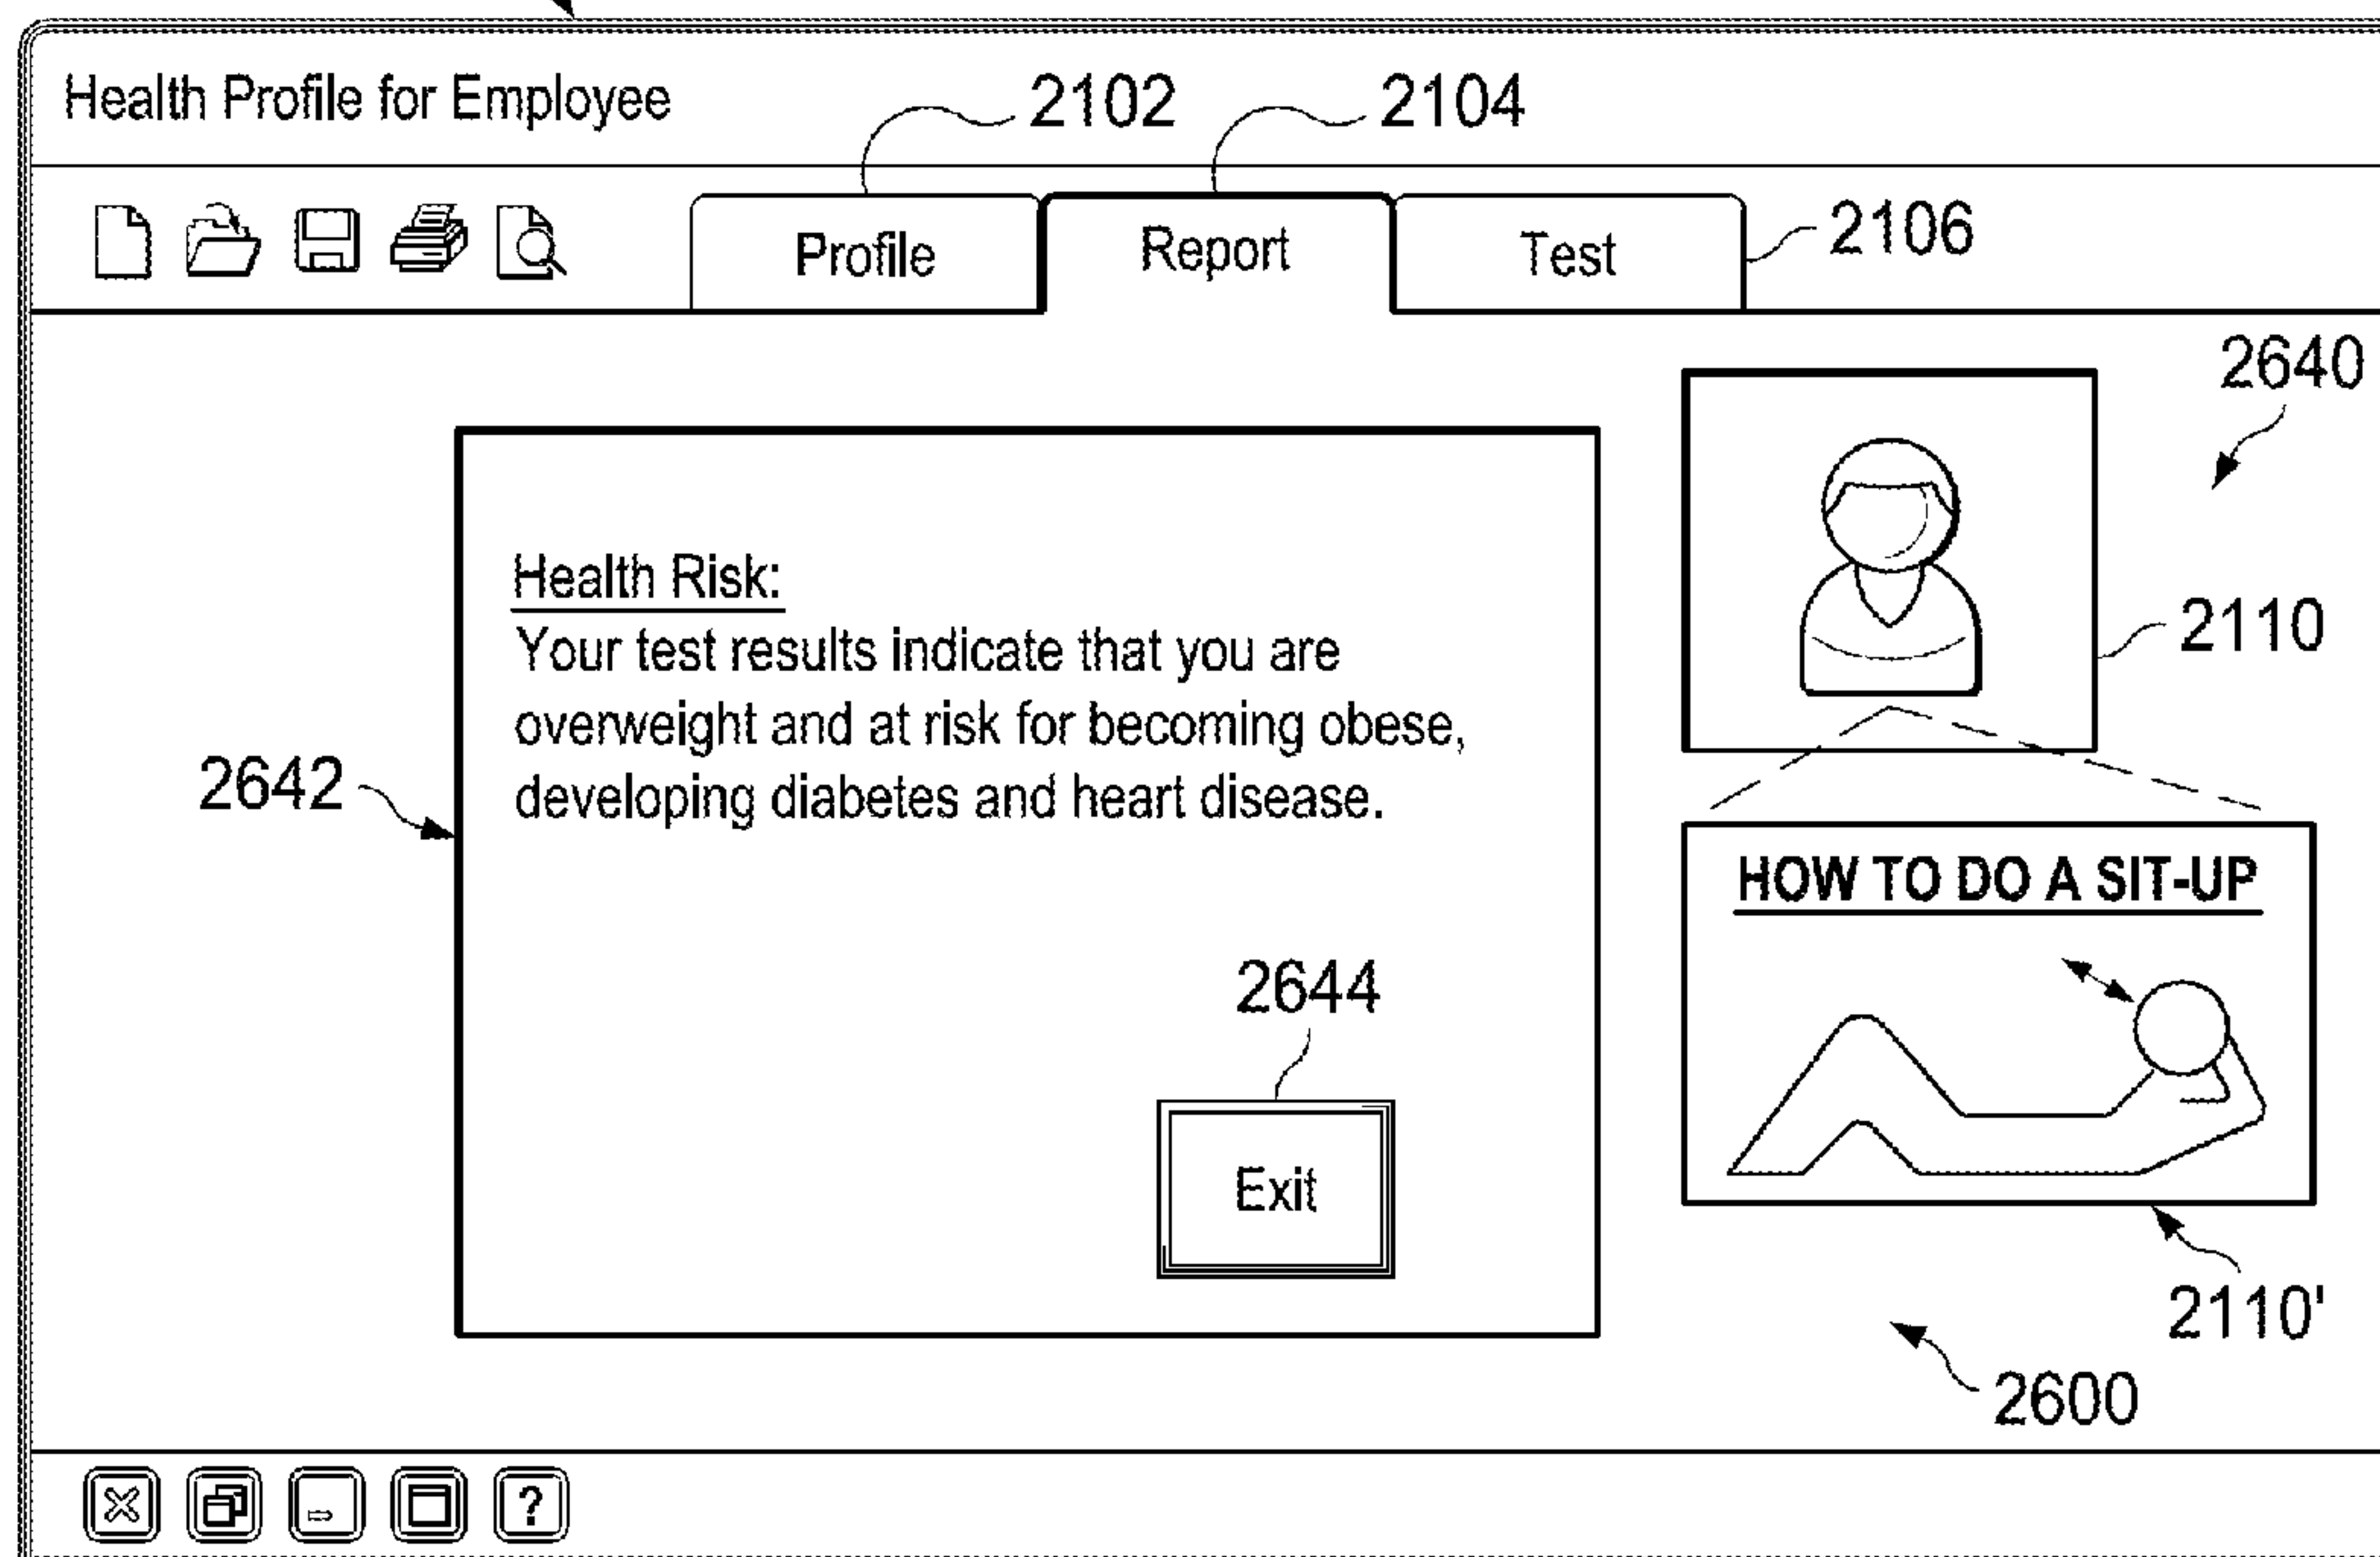 Health Profile for Employee
2102
2104
Profile
Report
Test
2106
2640
Health Risk:
Your test results indicate that you are
overweight and at risk for becoming obese,
developing diabetes and heart disease.
2110
2642
HOW TO DO A SIT-UP
2644
Exit
2110'
2600
?